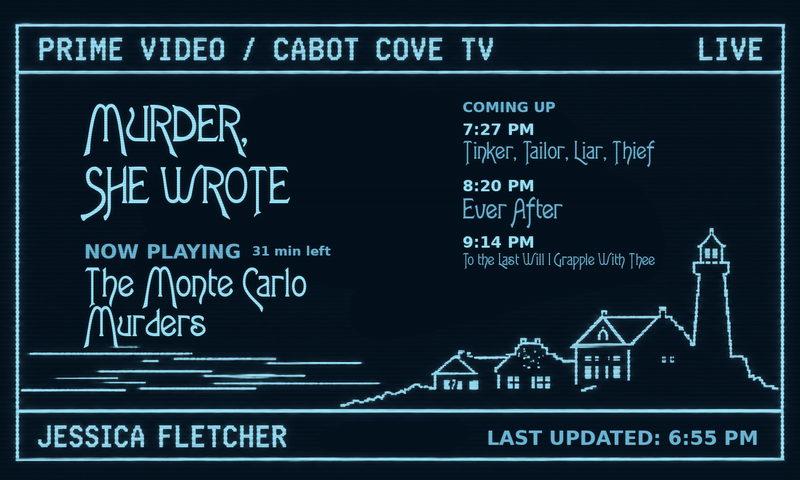 PRIME VIDEO / CABOT COVE TV
LIVE
MURDER,
SHE WROTE
NOW PLAYING 31 min left
The Monte Carlo
Murders
COMING UP
7:27 PM
Tinker, Tailor, Liar, Thief
8:20 PM
Ever After
9:14 PM
To the Last Will I Grapple With Thee
JESSICA FLETCHER
LAST UPDATED: 6:55 PM